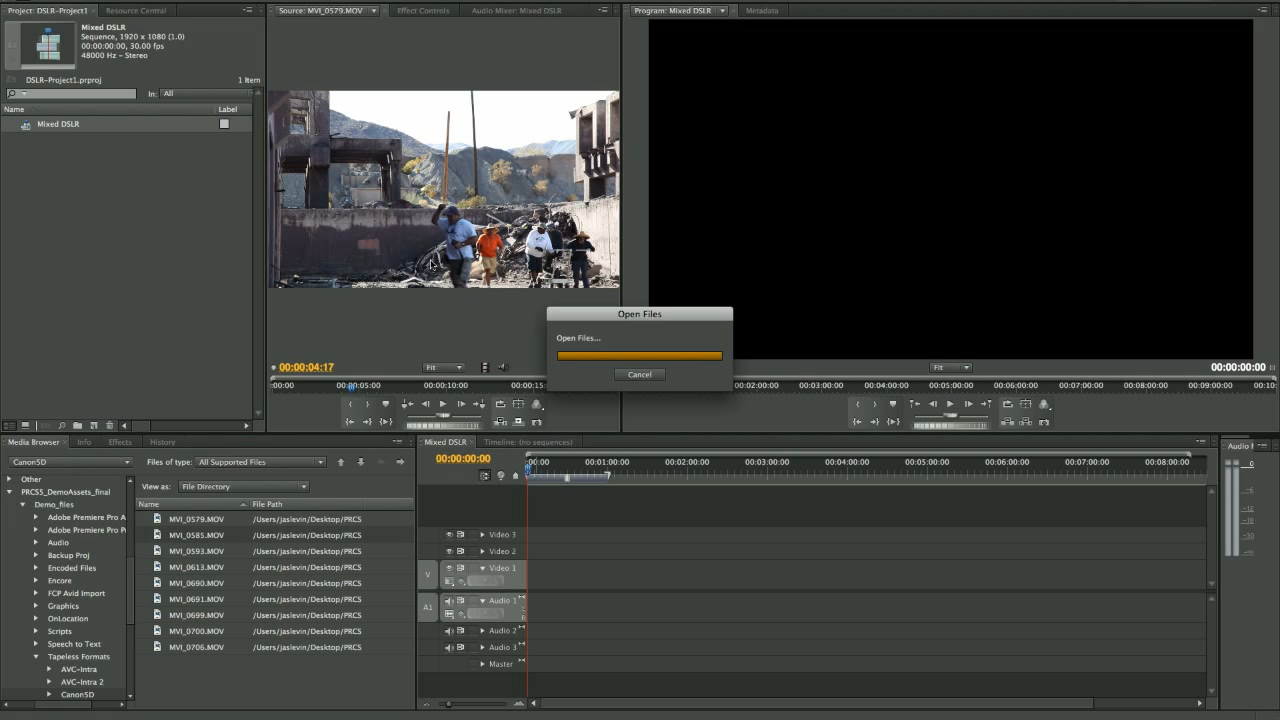 Project: DSLR-Project1
Resource Central
Source: MVI_0579.MOV
Effect Controls
Audio Mixer: Mixed DSLR
Program: Mixed DSLR
Metadata
Mixed DSLR
Sequence, 1920 x 1080 (1.0)
00:00:00:00, 30.00 fps
48000 Hz - Stereo
DSLR-Project1.prproj
1 Item
In: All
Name
Label
Mixed DSLR
Open Files
Open Files...
Cancel
00:00:04:17
Fit
Fit
00:00:00:00
:00:00
00:00:05:00
00:00:10:00
00:00:15:
00:02:00:00
00:03:00:00
00:04:00:00
00:05:00:00
00:06:00:00
00:07:00:00
00:08:00:00
00:09:00:00
00:10:
Media Browser
Info
Effects
History
Canon5D
Files of type: All Supported Files
View as: File Directory
Name
File Path
Other
PRCS5_DemoAssets_final
Demo_files
Adobe Premiere Pro A
Adobe Premiere Pro P
Audio
Backup Proj
Encoded Files
Encore
FCP Avid Import
Graphics
OnLocation
Scripts
Speech to Text
Tapeless Formats
AVC-Intra
AVC-Intra 2
Canon5D
MVI_0579.MOV /Users/jaslevin/Desktop/PRCS
MVI_0585.MOV /Users/jaslevin/Desktop/PRCS
MVI_0593.MOV /Users/jaslevin/Desktop/PRCS
MVI_0613.MOV /Users/jaslevin/Desktop/PRCS
MVI_0690.MOV /Users/jaslevin/Desktop/PRCS
MVI_0691.MOV /Users/jaslevin/Desktop/PRCS
MVI_0699.MOV /Users/jaslevin/Desktop/PRCS
MVI_0700.MOV /Users/jaslevin/Desktop/PRCS
MVI_0706.MOV /Users/jaslevin/Desktop/PRCS
Mixed DSLR
Timeline: (no sequences)
00:00:00:00
:00:00
00:01:00:00
00:02:00:00
00:03:00:00
00:04:00:00
00:05:00:00
00:06:00:00
00:07:00:00
00:08:00:00
Video 3
Video 2
V
Video 1
A1
Audio 1
Audio 2
Audio 3
Master
Audio
0
-6
-12
-18
-30